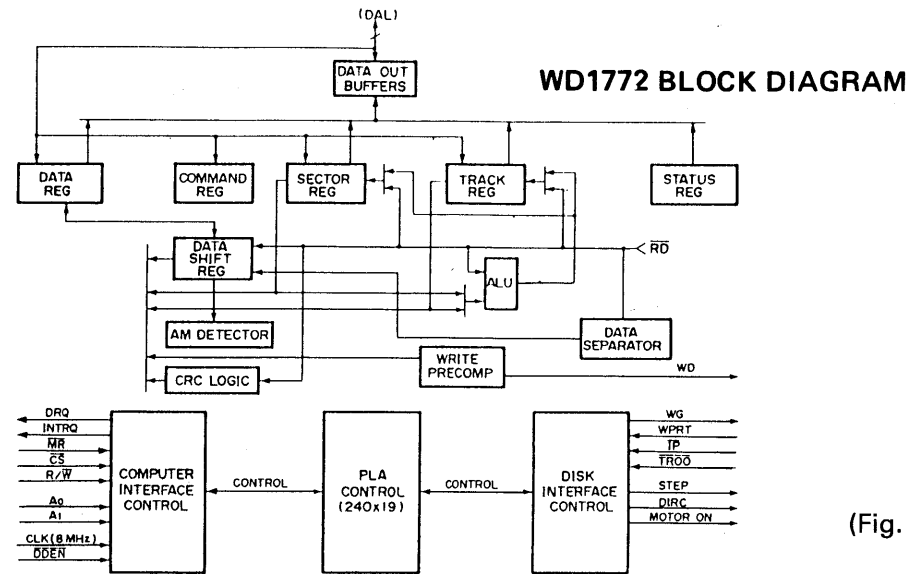 (DAL)
DATA OUT
BUFFERS
WD1772 BLOCK DIAGRAM
DATA
REG
COMMAND
REG
SECTOR
REG
TRACK
REG
STATUS
REG
DATA
SHIFT
REG
RD
ALU
AM DETECTOR
DATA
SEPARATOR
WRITE
PRECOMP
WD
CRC LOGIC
DRQ
INTRQ
MR
CS
R/W
A0
A1
CLK(8MHz)
DDEN
COMPUTER
INTERFACE
CONTROL
CONTROL
PLA
CONTROL
(240x19)
CONTROL
DISK
INTERFACE
CONTROL
WG
WPRT
IP
TROO
STEP
DIRC
MOTOR ON
(Fig.